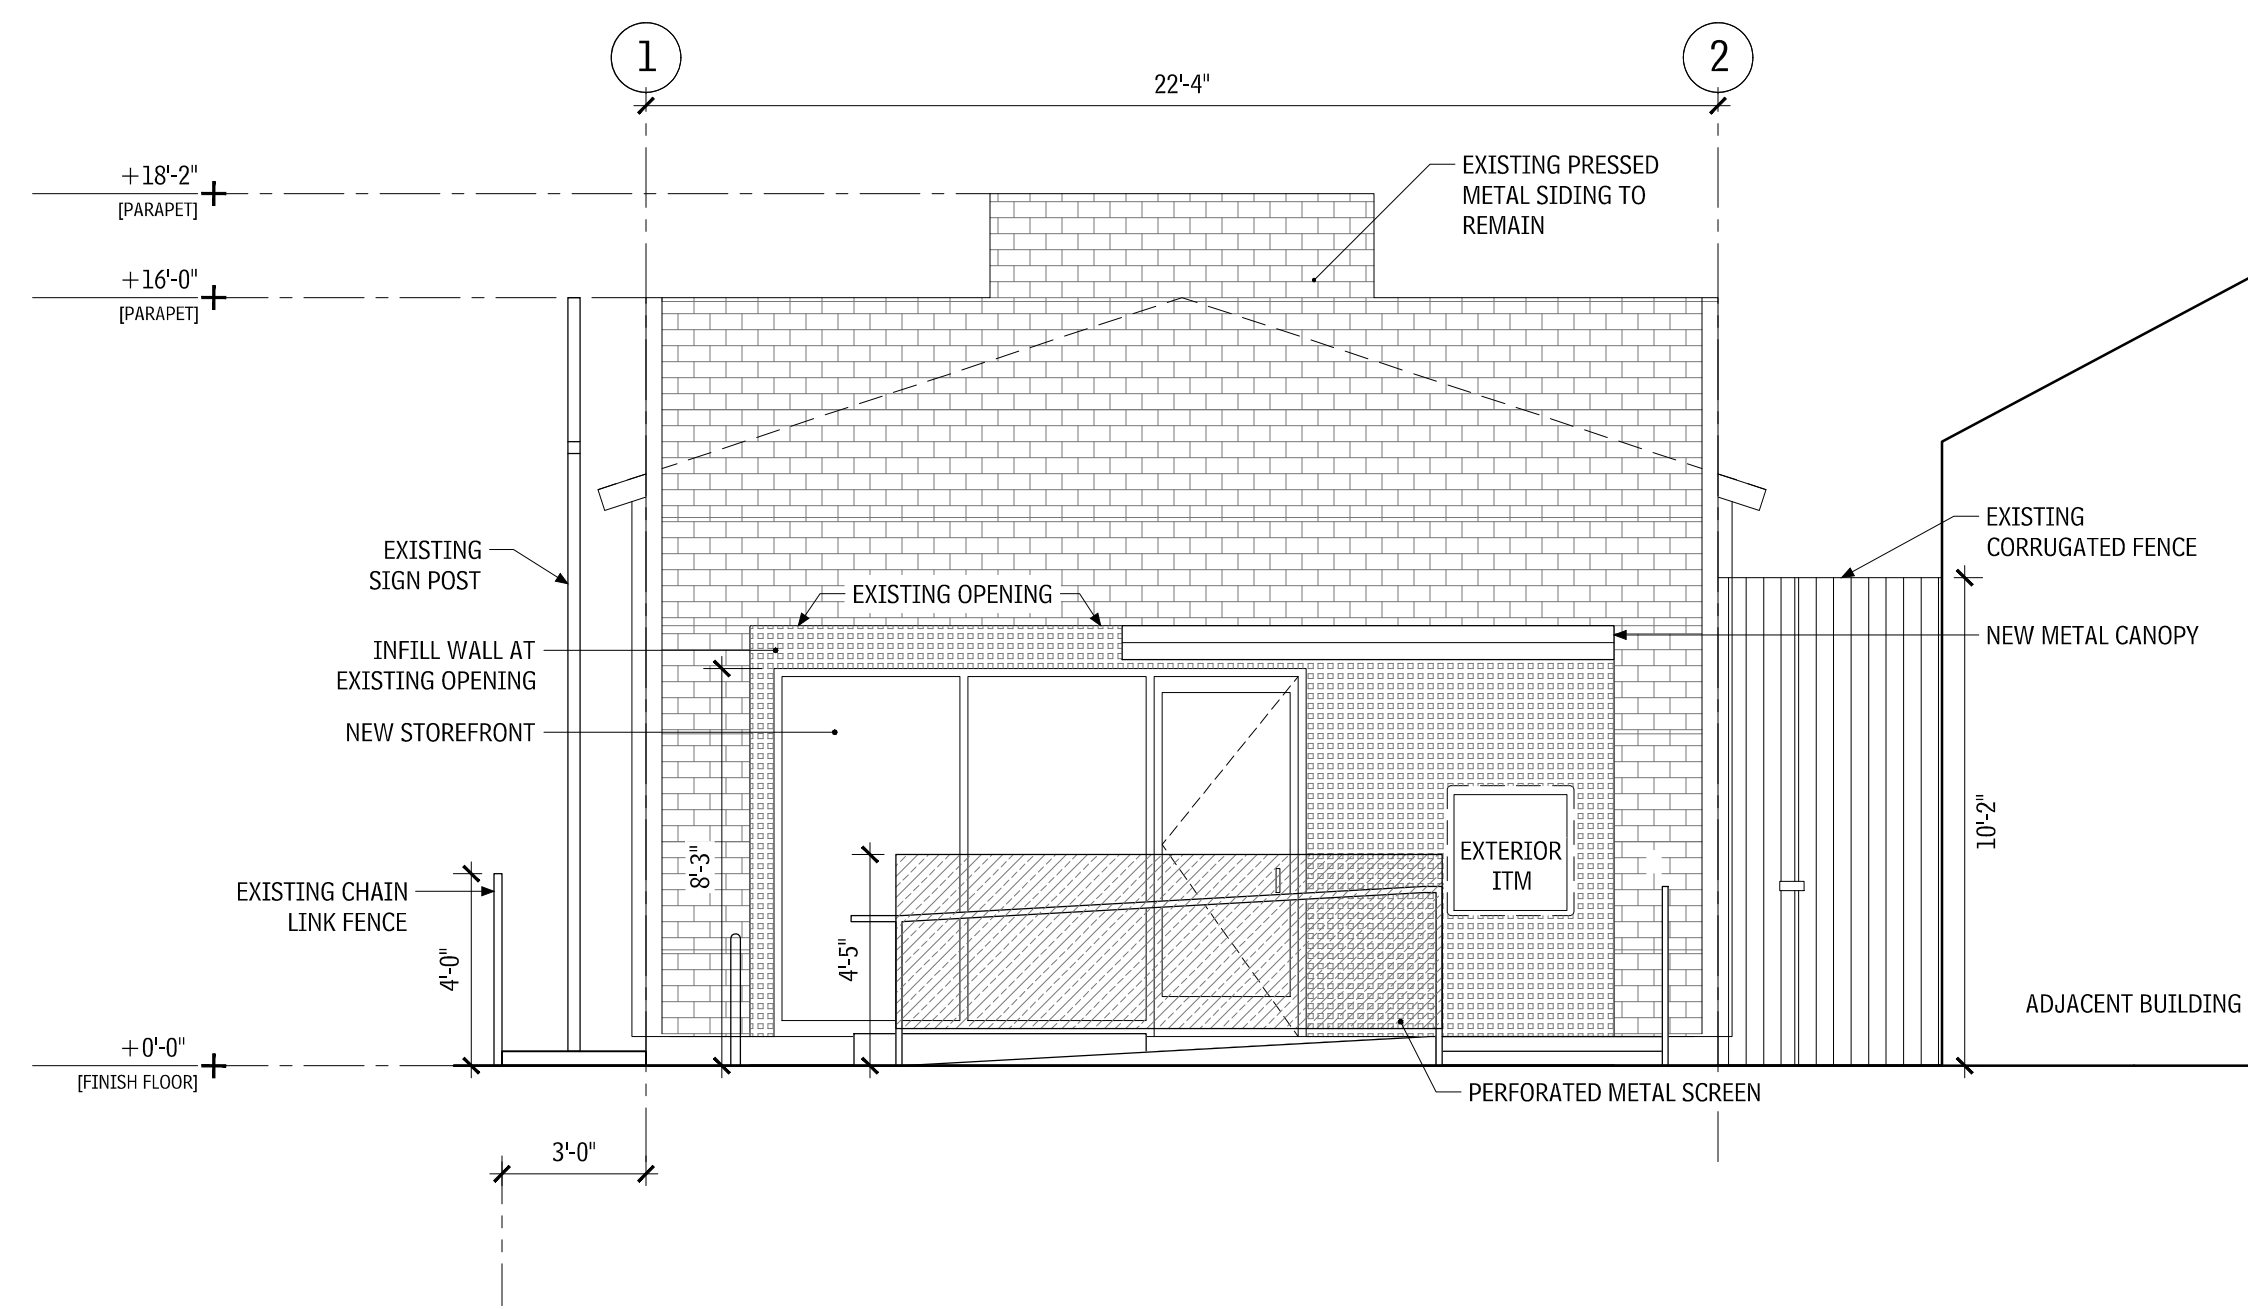 1
2
22'-4"
+18'-2"
[PARAPET]
EXISTING PRESSED
METAL SIDING TO
REMAIN
+16'-0"
[PARAPET]
EXISTING
SIGN POST
EXISTING
CORRUGATED FENCE
EXISTING OPENING
INFILL WALL AT
EXISTING OPENING
NEW METAL CANOPY
NEW STOREFRONT
8'-3"
10'-2"
EXTERIOR
ITM
EXISTING CHAIN
LINK FENCE
4'-0"
4'-5"
ADJACENT BUILDING
+0'-0"
[FINISH FLOOR]
PERFORATED METAL SCREEN
3'-0"